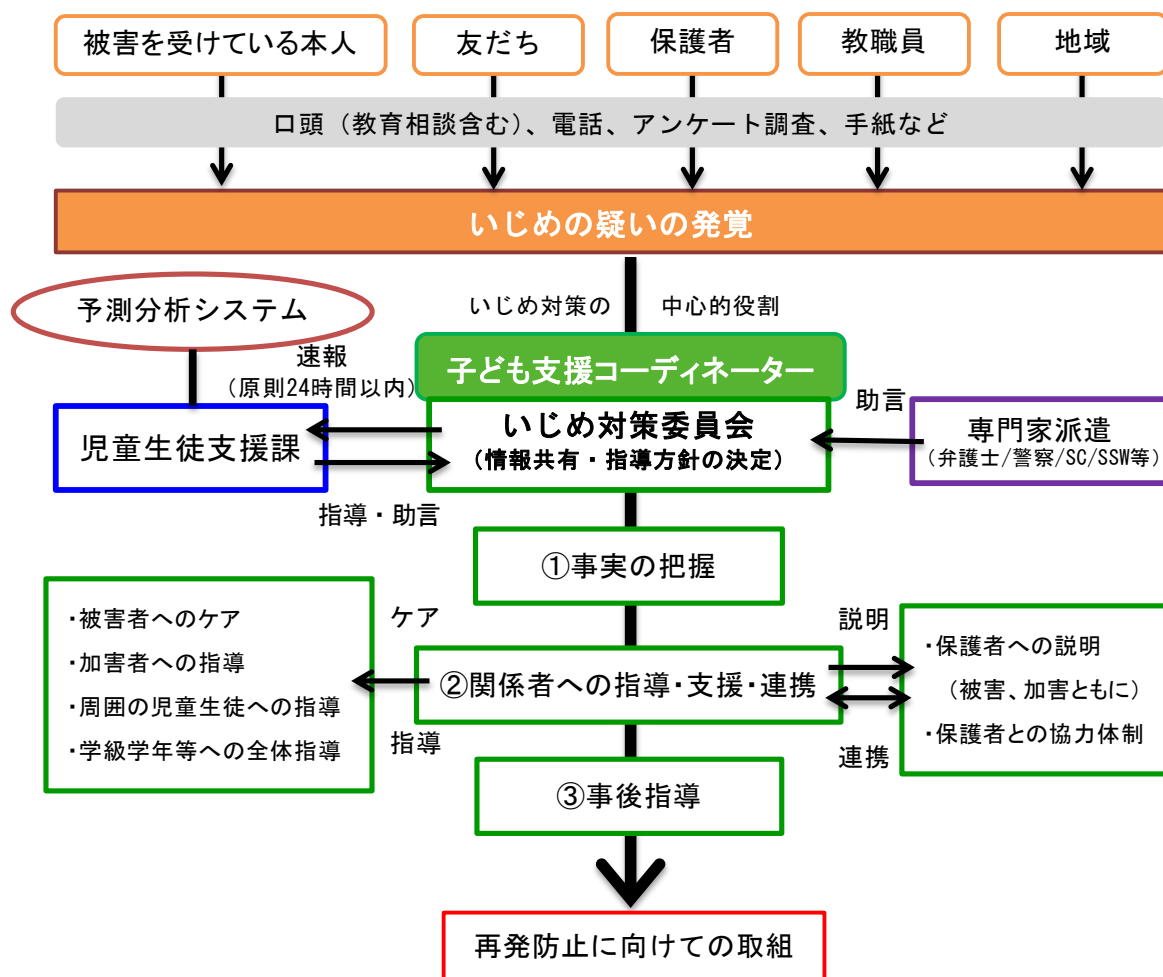 被害を受けている本人
友だち
保護者
教職員
地域
口頭（教育相談含む）、電話、アンケート調査、手紙など
いじめの疑いの発覚
予測分析システム
いじめ対策の
中心的役割
速報
（原則24時間以内）
子ども支援コーディネーター
いじめ対策委員会
（情報共有・指導方針の決定）
児童生徒支援課
助言
専門家派遣
（弁護士/警察/SC/SSW等）
指導・助言
①事実の把握
・被害者へのケア
・加害者への指導
・周囲の児童生徒への指導
・学級学年等への全体指導
ケア
指導
②関係者への指導・支援・連携
説明
連携
・保護者への説明
（被害、加害ともに）
・保護者との協力体制
③事後指導
再発防止に向けての取組